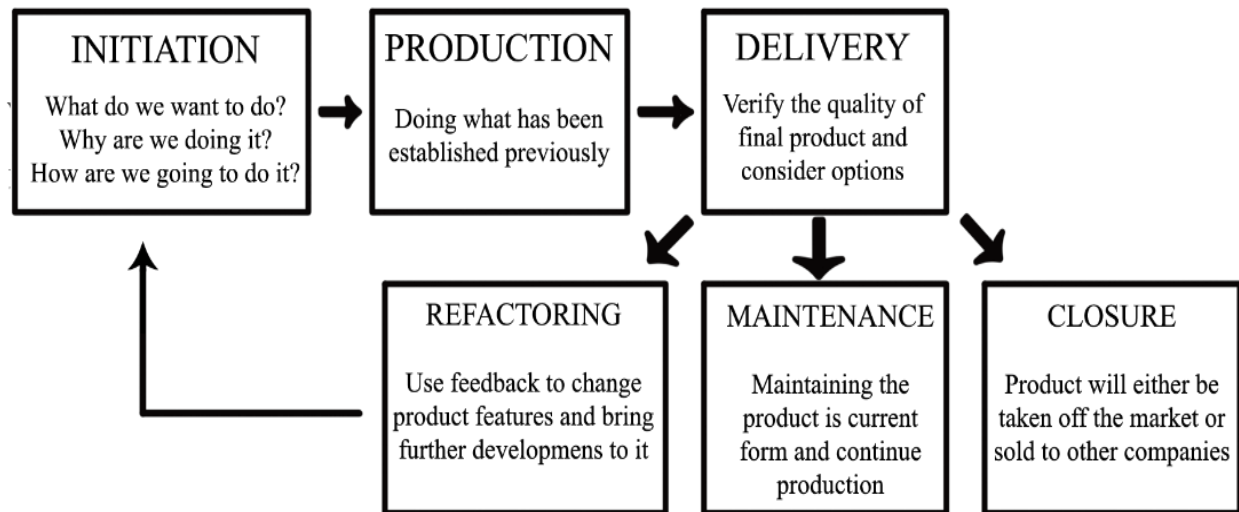 INITIATION
What do we want to do?
Why are we doing it?
How are we going to do it?
PRODUCTION
Doing what has been
established previously
DELIVERY
Verify the quality of
final product and
consider options
REFACTORING
Use feedback to change
product features and bring
further developmens to it
MAINTENANCE
Maintaining the
product is current
form and continue
production
CLOSURE
Product will either be
taken off the market or
sold to other companies